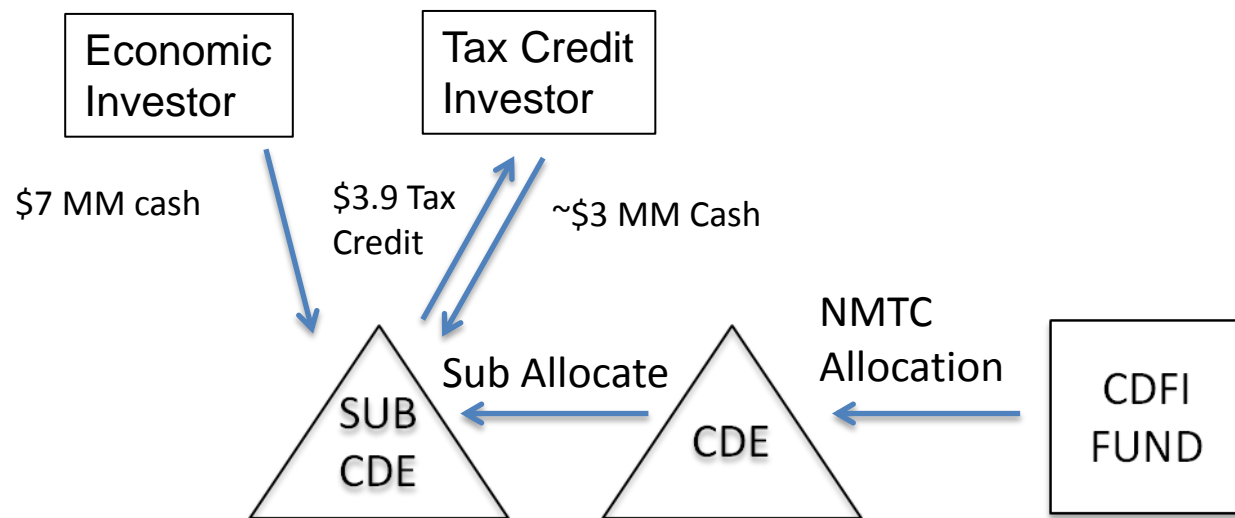 Economic
Investor
Tax Credit
Investor
$7 MM cash
$3.9 Tax
Credit
~$3 MM Cash
NMTC
Allocation
Sub Allocate
SUB
CDE
CDE
CDFI
FUND